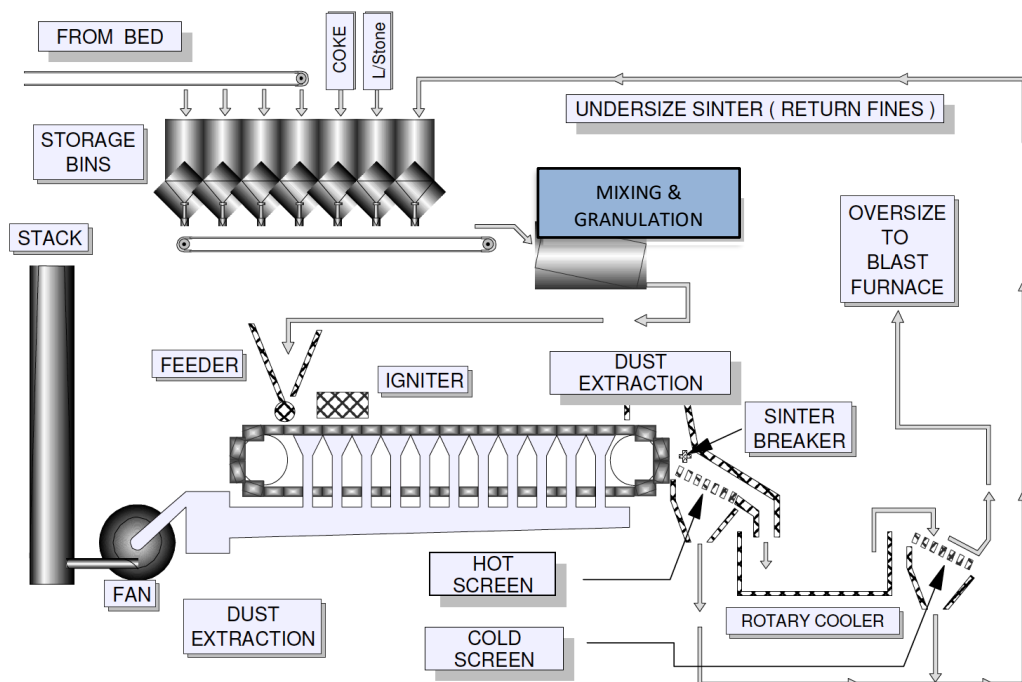 FROM BED
COKE
L/Stone
UNDERSIZE SINTER ( RETURN FINES )
STORAGE
BINS
MIXING &
GRANULATION
OVERSIZE
TO
BLAST
FURNACE
STACK
FEEDER
IGNITER
DUST
EXTRACTION
SINTER
BREAKER
HOT
SCREEN
FAN
DUST
EXTRACTION
ROTARY COOLER
COLD
SCREEN